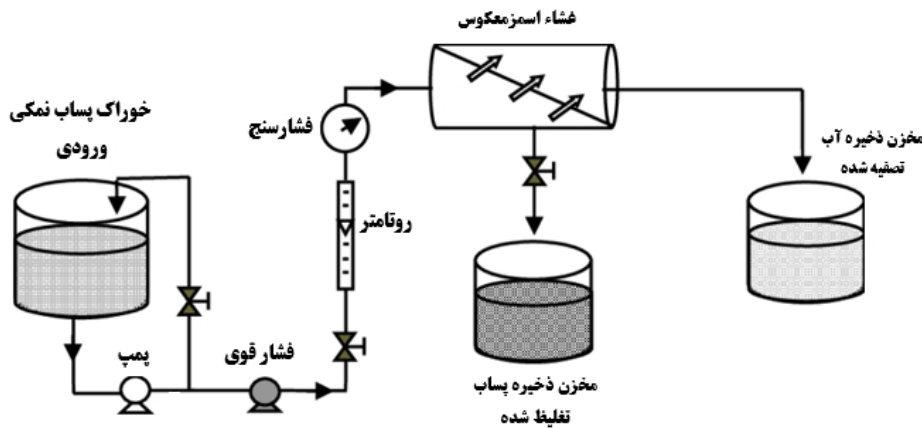 غشاء اسمزمعکوس
خوراک پساب نمکی
ورودی
فشارسنج
مخزن ذخیره آب
تصفیه شده
روتامتر
پمپ
فشار قوی
مخزن ذخیره پساب
تغلیظ شده